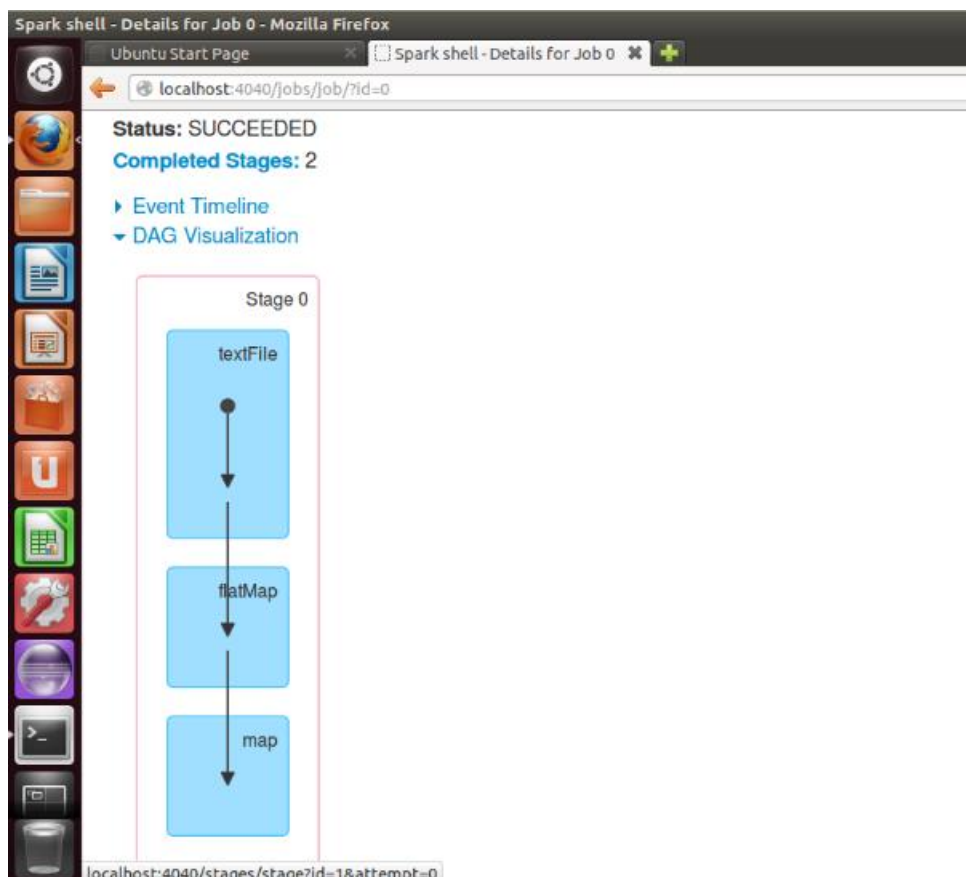 Spark shell - Details for Job 0 - Mozilla Firefox
Ubuntu Start Page
Spark shell - Details for Job 0
localhost:4040/jobs/job/?id=0
Status: SUCCEEDED
Completed Stages: 2
Event Timeline
DAG Visualization
Stage 0
textFile
flatMap
map
localhost:4040/stages/stage?id=1&attempt=0